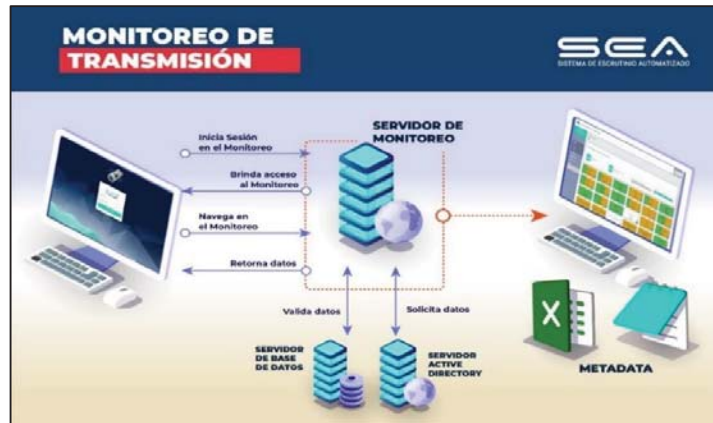 MONITOREO DE
TRANSMISIÓN
SEA
SISTEMA DE ESCRUTINIO AUTOMATIZADO
Inicia Sesión
en el Monitoreo
Brinda acceso
al Monitoreo
Navega en
el Monitoreo
Retorna datos
SERVIDOR DE
MONITOREO
Valida datos
Solicita datos
SERVIDOR
DE BASE
DE DATOS
SERVIDOR
ACTIVE
DIRECTORY
X
METADATA